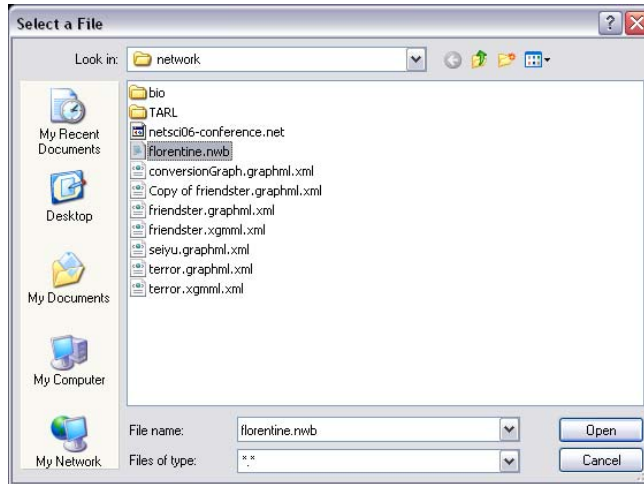 Select a File
Look in:
network
My Recent
Documents
Desktop
My Documents
My Computer
My Network
bio
TARL
netsci06-conference.net
florentine.nwb
conversionGraph.graphml.xml
Copy of friendster.graphml.xml
friendster.graphml.xml
friendster.xgmml.xml
seiyu.graphml.xml
terror.graphml.xml
terror.xgmml.xml
File name:
florentine.nwb
Open
Files of type:
*.*
Cancel